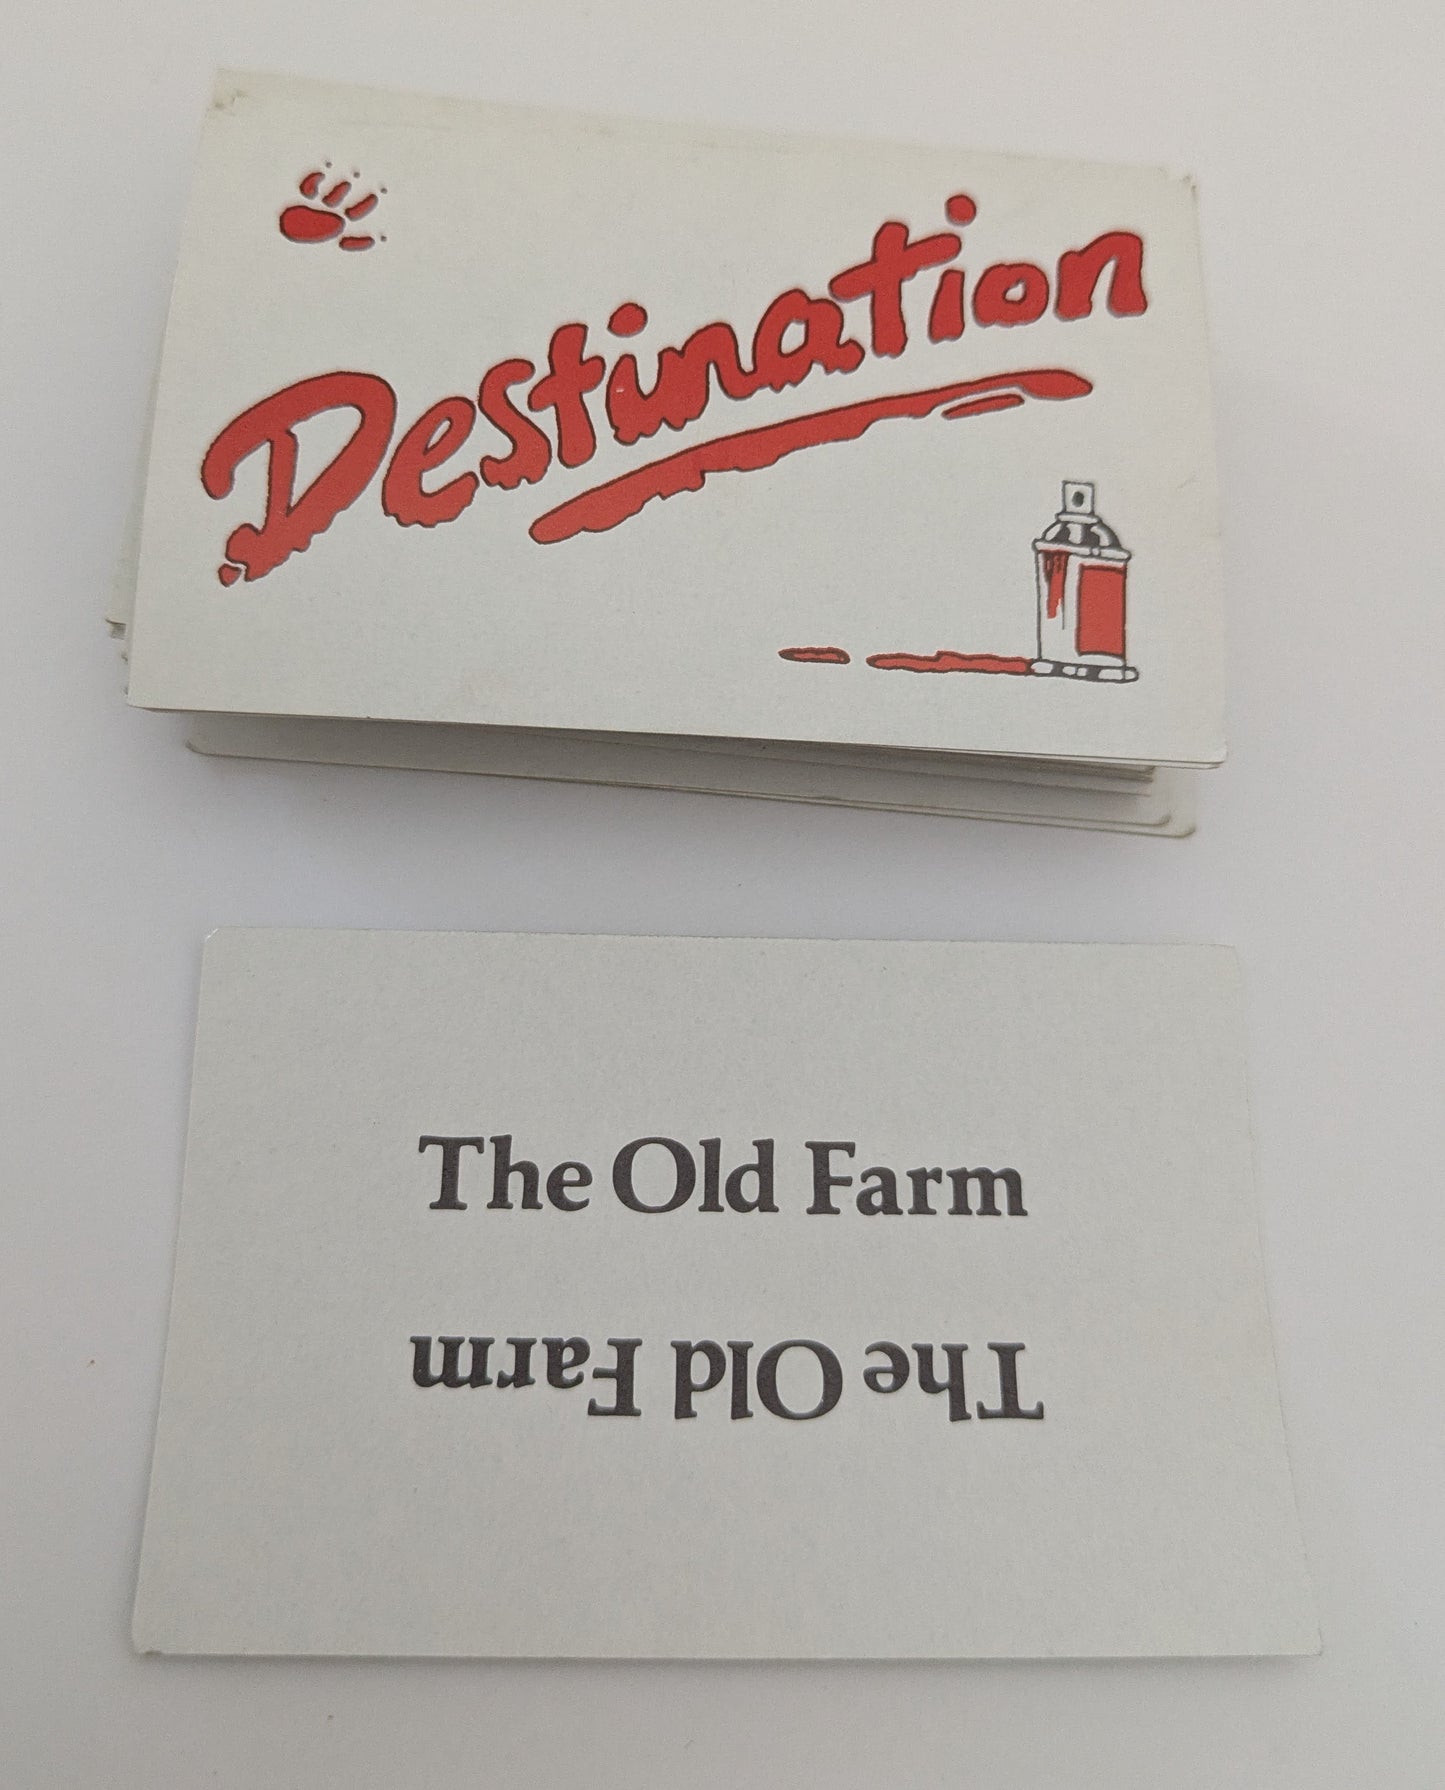 Destination
The Old Farm
The Old Farm